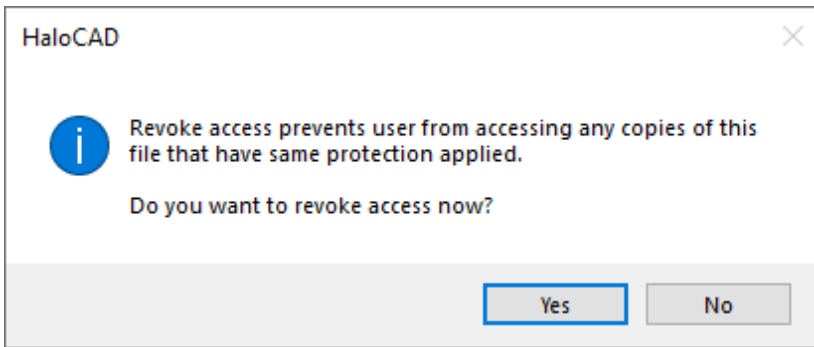 HaloCAD
Revoke access prevents user from accessing any copies of this
file that have same protection applied.
Do you want to revoke access now?
Yes
No